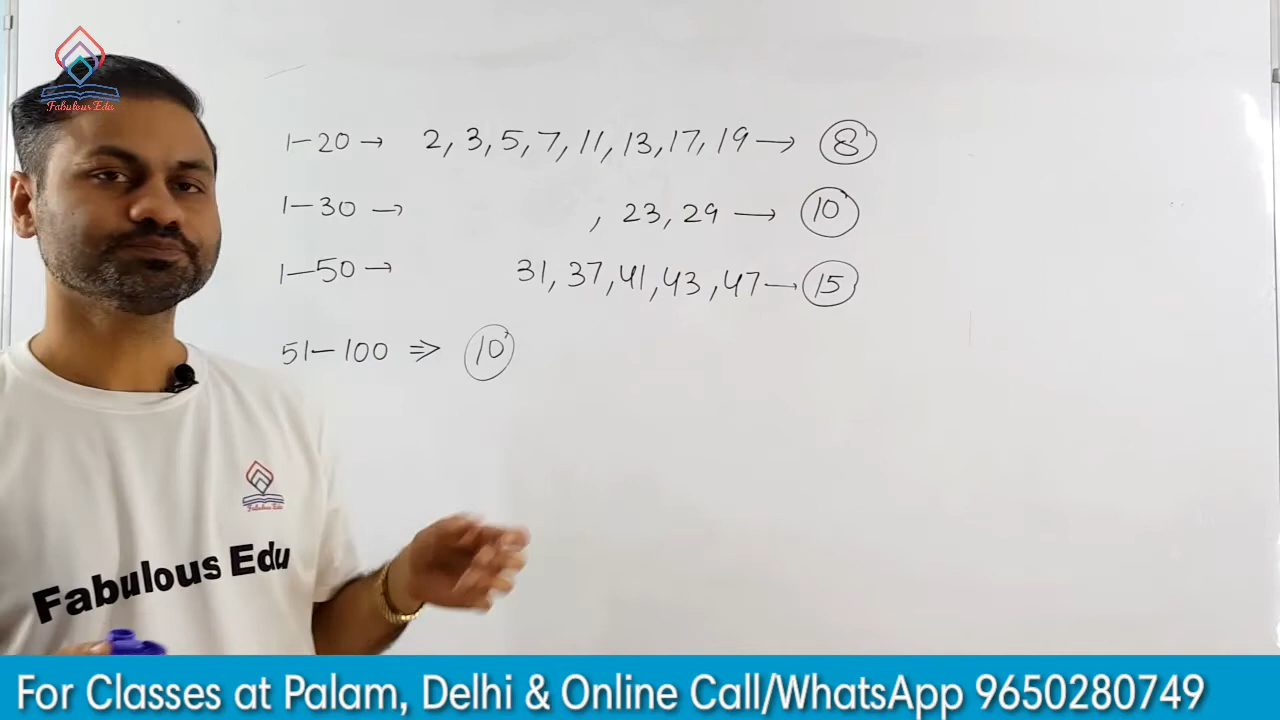 Fabulous Edu
1-20 → 2, 3, 5, 7, 11, 13, 17, 19 → 8
1-30 → , 23, 29 → 10
1-50 → 31, 37, 41, 43, 47 → 15
51-100 ⇒ 10
Fabulous Edu
Fabulous Edu
For Classes at Palam, Delhi & Online Call/WhatsApp 9650280749